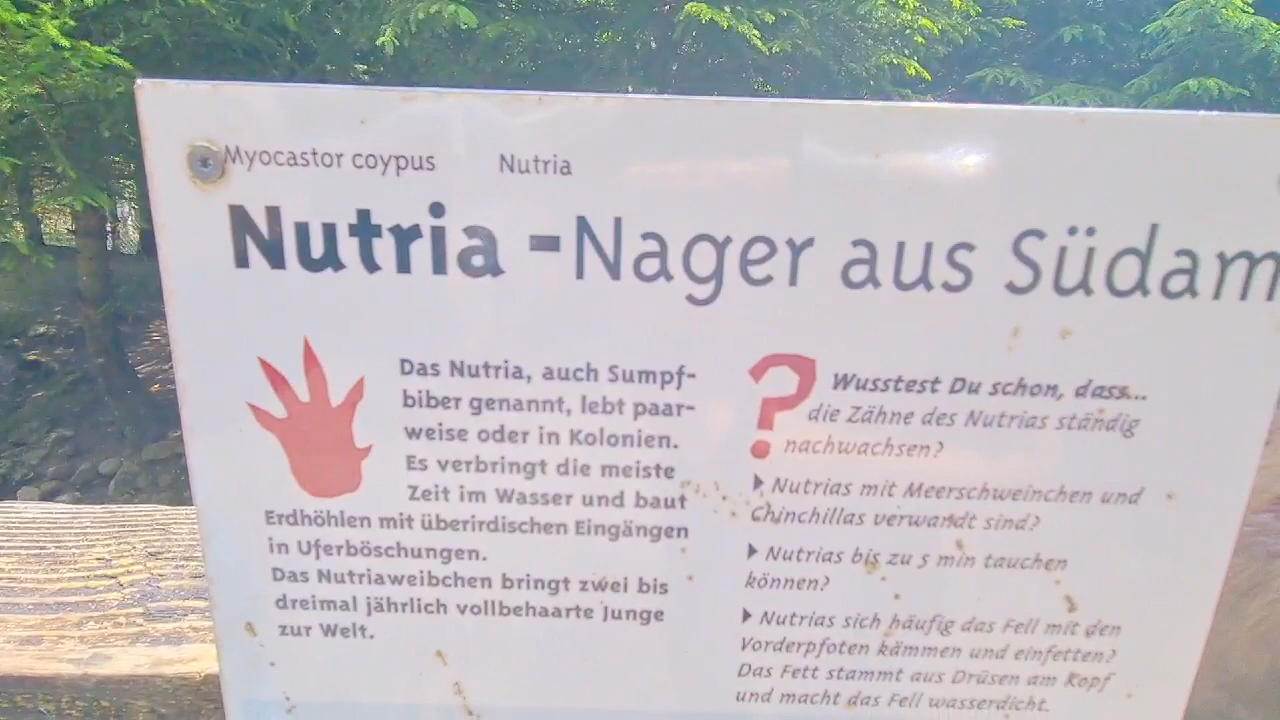 Myocastor coypus Nutria
Nutria - Nager aus Südam
Das Nutria, auch Sumpf-
biber genannt, lebt paar-
weise oder in Kolonien.
Es verbringt die meiste
Zeit im Wasser und baut
Erdhöhlen mit überirdischen Eingängen
in Uferböschungen.
Das Nutriaweibchen bringt zwei bis
dreimal jährlich vollbehaarte Junge
zur Welt.
? Wusstest Du schon, dass...
die Zähne des Nutrias ständig
nachwachsen?
▶ Nutrias mit Meerschweinchen und
Chinchillas verwandt sind?
▶ Nutrias bis zu 5 min tauchen
können?
▶ Nutrias sich häufig das Fell mit den
Vorderpfoten kämmen und einfetten?
Das Fett stammt aus Drüsen am Kopf
und macht das Fell wasserdicht.